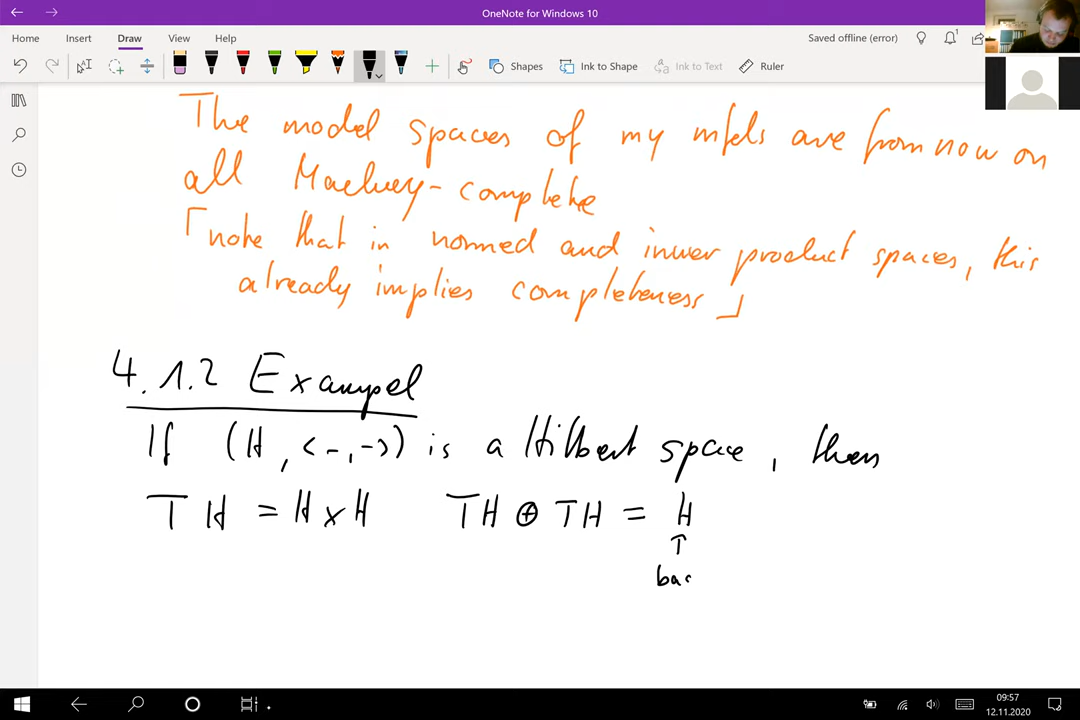 OneNote for Windows 10
Home Insert Draw View Help Saved offline (error)
Shapes Ink to Shape Ink to Text Ruler
The model spaces of my mfds are from now on
all Mackey-complete
⌈note that in normed and inner product spaces, this
already implies completeness⌋
4.1.2 Exampel
If (H, <-,->) is a Hilbert space, then
TH = H x H TH ⊕ TH = H
↑
bas
09:57
12.11.2020